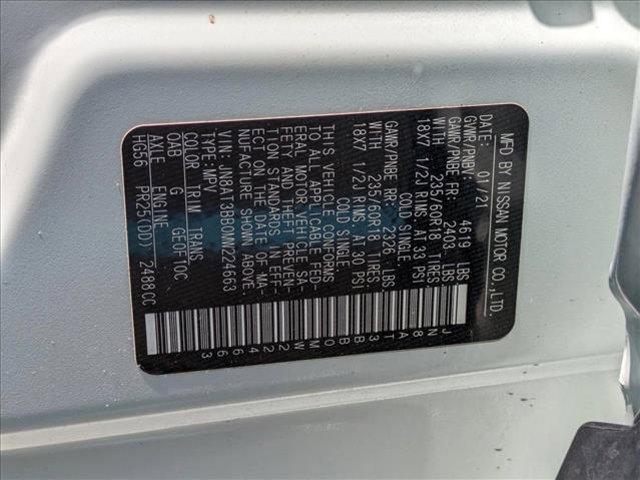 MFD BY NISSAN MOTOR CO.,LTD.
DATE: 01/21
GVWR/PNBV: 4619 LBS.
GAWR/PNBE FR: 2403 LBS.
WITH 235/60R18 TIRES.
18X7 1/2J RIMS, AT 33 PSI
COLD SINGLE.
GAWR/PNBE RR: 2326 LBS.
WITH 235/60R18 TIRES.
18X7 1/2J RIMS, AT 30 PSI
COLD SINGLE.
THIS VEHICLE CONFORMS
TO ALL APPLICABLE FED-
ERAL MOTOR VEHICLE SA-
FETY AND THEFT PREVEN-
TION STANDARDS IN EFF-
ECT ON THE DATE OF MA-
NUFACTURE SHOWN ABOVE.
VIN: JN8AT3BB0MW224663
TYPE: MPV
COLOR TRIM TRANS.
QAB G GE0F10C
AXLE ENGINE
HG56 PR25(DD) 2488CC
JN8AT3BB0MW224663